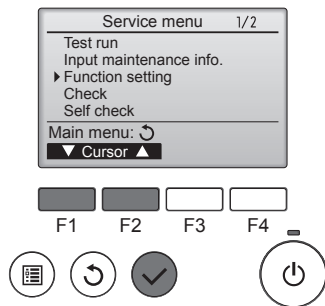 Service menu 1/2
Test run
Input maintenance info.
Function setting
Check
Self check
Main menu:
Cursor
F1 F2 F3 F4